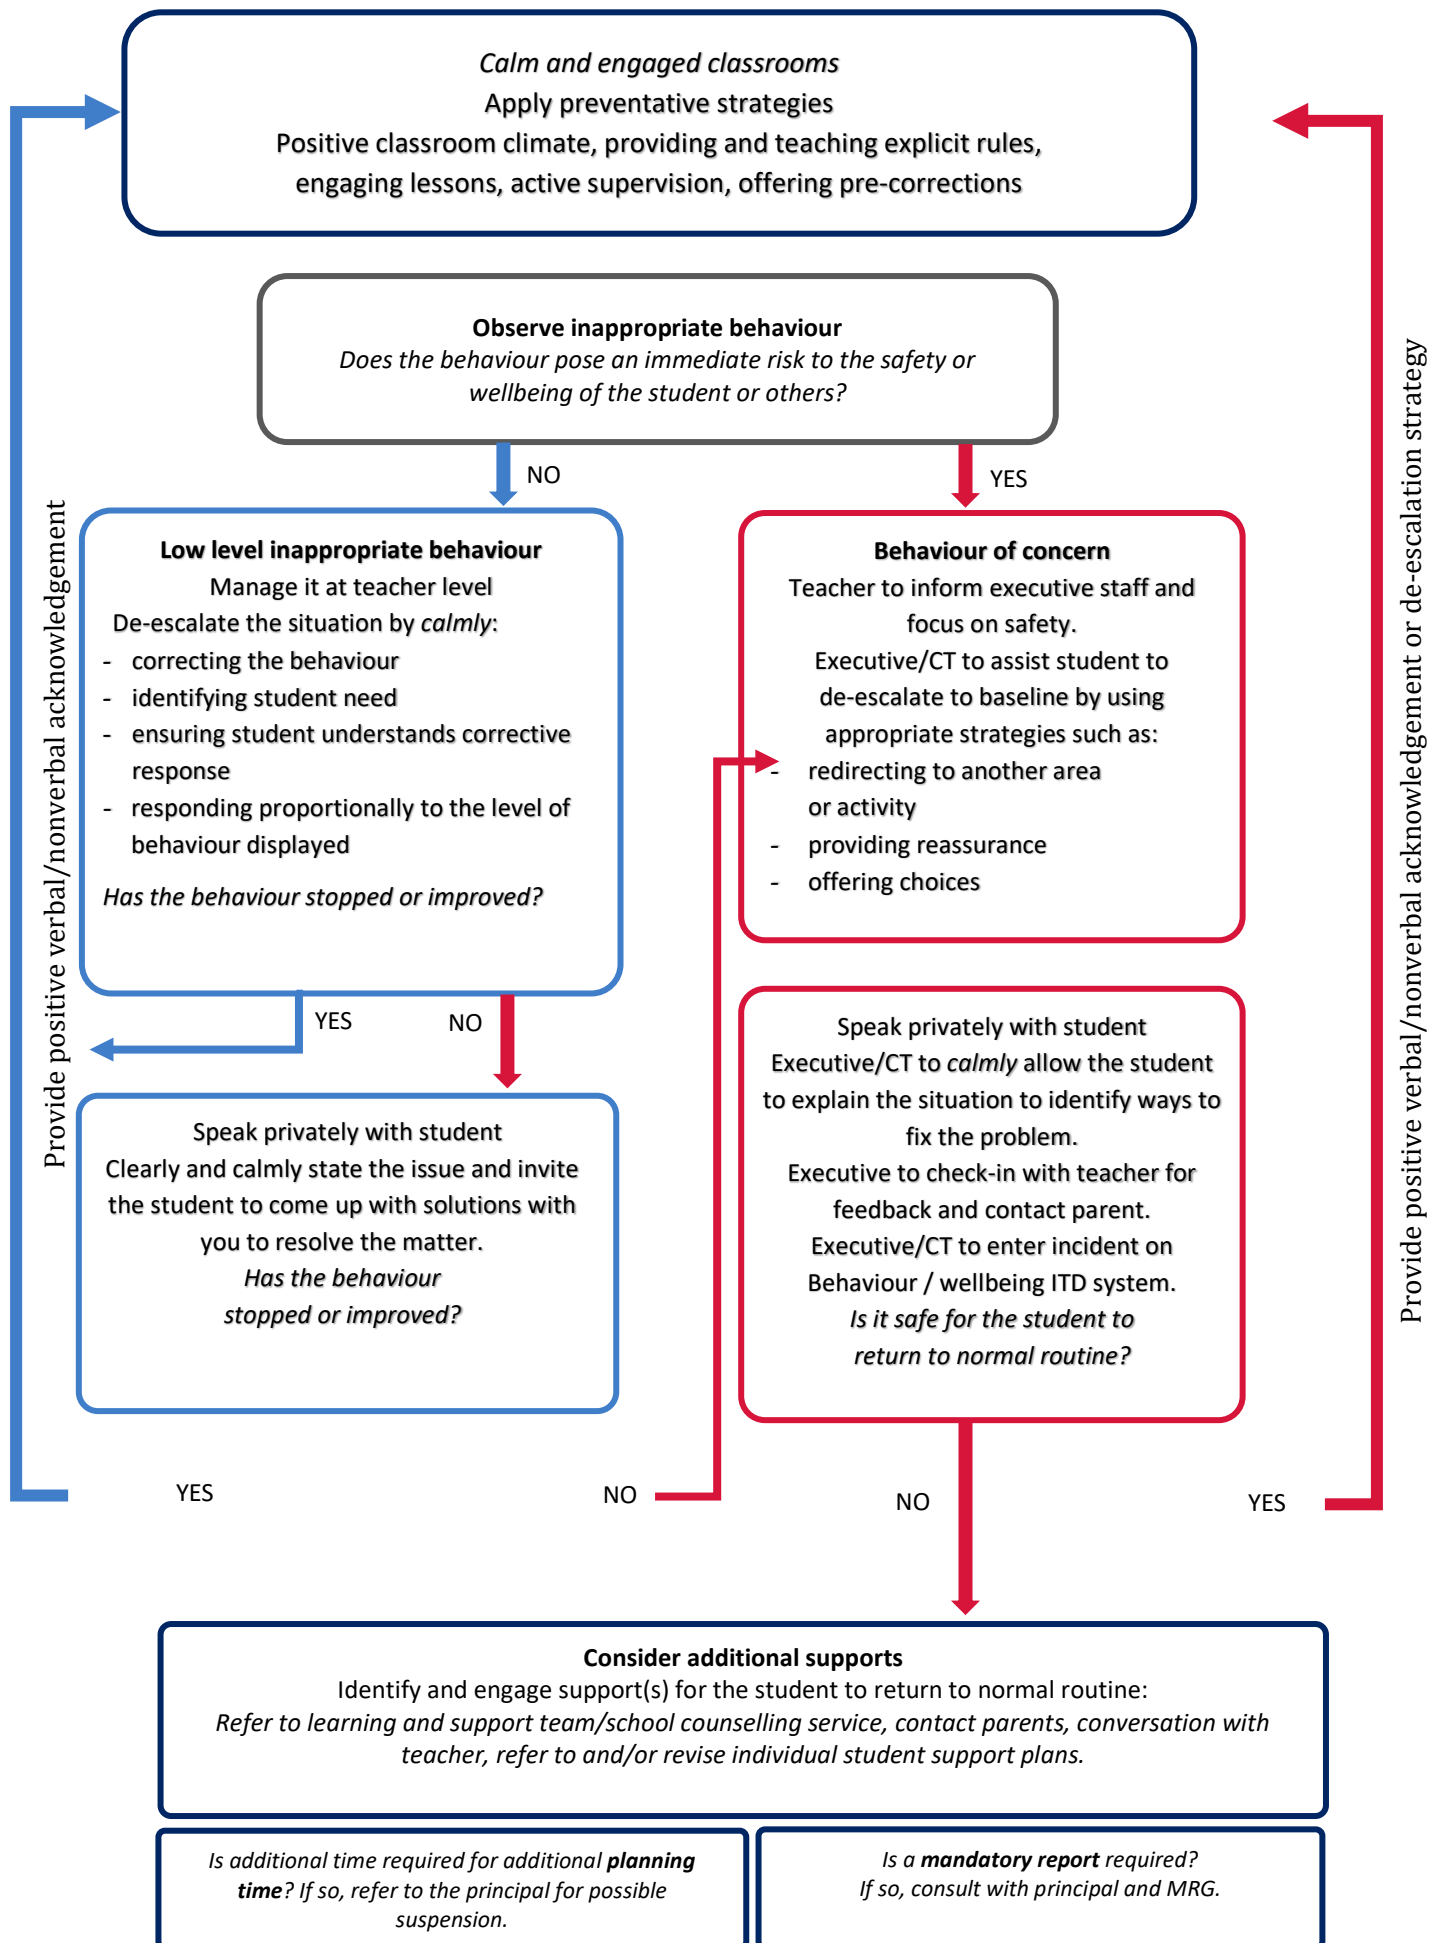 Calm and engaged classrooms
Apply preventative strategies
Positive classroom climate, providing and teaching explicit rules,
engaging lessons, active supervision, offering pre-corrections
Observe inappropriate behaviour
Does the behaviour pose an immediate risk to the safety or
wellbeing of the student or others?
NO
YES
Low level inappropriate behaviour
Manage it at teacher level
De-escalate the situation by calmly:
- correcting the behaviour
- identifying student need
- ensuring student understands corrective
response
- responding proportionally to the level of
behaviour displayed
Has the behaviour stopped or improved?
Behaviour of concern
Teacher to inform executive staff and
focus on safety.
Executive/CT to assist student to
de-escalate to baseline by using
appropriate strategies such as:
- redirecting to another area
or activity
- providing reassurance
- offering choices
YES
NO
Speak privately with student
Clearly and calmly state the issue and invite
the student to come up with solutions with
you to resolve the matter.
Has the behaviour
stopped or improved?
Speak privately with student
Executive/CT to calmly allow the student
to explain the situation to identify ways to
fix the problem.
Executive to check-in with teacher for
feedback and contact parent.
Executive/CT to enter incident on
Behaviour / wellbeing ITD system.
Is it safe for the student to
return to normal routine?
YES
NO
NO
YES
Provide positive verbal/nonverbal acknowledgement
Provide positive verbal/nonverbal acknowledgement or de-escalation strategy
Consider additional supports
Identify and engage support(s) for the student to return to normal routine:
Refer to learning and support team/school counselling service, contact parents, conversation with
teacher, refer to and/or revise individual student support plans.
Is additional time required for additional planning
time? If so, refer to the principal for possible
suspension.
Is a mandatory report required?
If so, consult with principal and MRG.